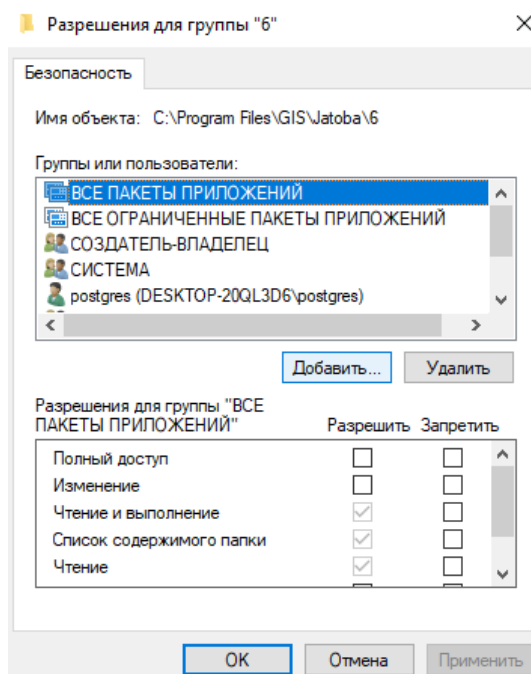 Разрешения для группы "6"
Безопасность
Имя объекта: C:\Program Files\GIS\Jatoba\6
Группы или пользователи:
ВСЕ ПАКЕТЫ ПРИЛОЖЕНИЙ
ВСЕ ОГРАНИЧЕННЫЕ ПАКЕТЫ ПРИЛОЖЕНИЙ
СОЗДАТЕЛЬ-ВЛАДЕЛЕЦ
СИСТЕМА
postgres (DESKTOP-20QL3D6\postgres)
Добавить... Удалить
Разрешения для группы "ВСЕ
ПАКЕТЫ ПРИЛОЖЕНИЙ" Разрешить Запретить
Полный доступ
Изменение
Чтение и выполнение
Список содержимого папки
Чтение
OK Отмена Применить